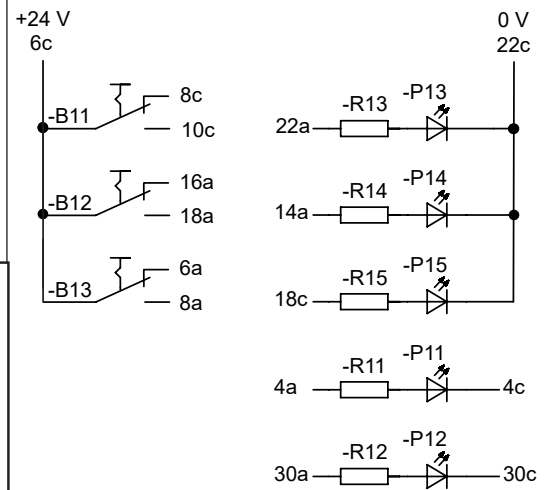 +24 V
6c
-B11
8c
10c
-B12
16a
18a
-B13
6a
8a
0 V
22c
22a
-R13
-P13
14a
-R14
-P14
18c
-R15
-P15
4a
-R11
-P11
4c
30a
-R12
-P12
30c